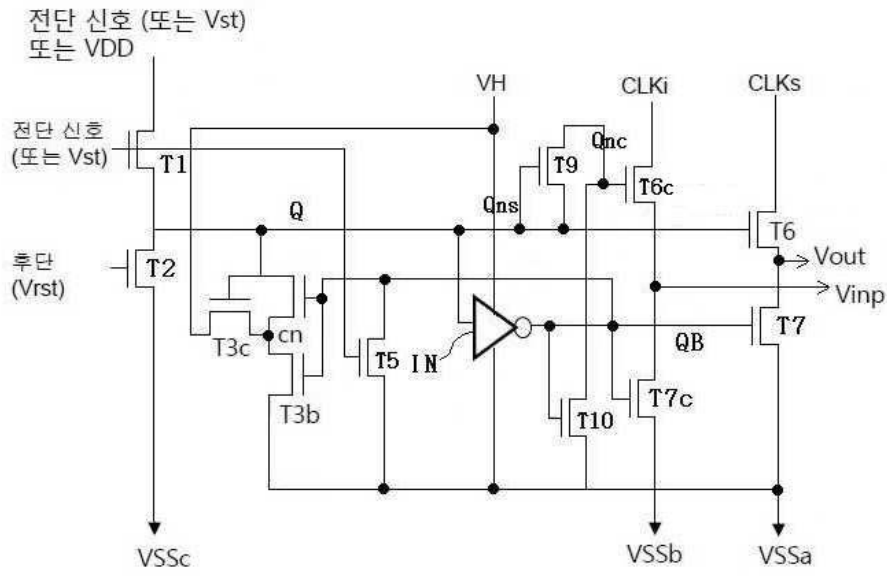 전단 신호 (또는 Vst)
또는 VDD
VH
CLKi
CLKs
전단 신호
(또는 Vst)
T1
T9
Qnc
T6c
Q
Qns
T6
후단
(Vrst)
T2
Vout
Vinp
T3c
cn
T5
IN
QB
T7
T3b
T10
T7c
VSSc
VSSb
VSSa